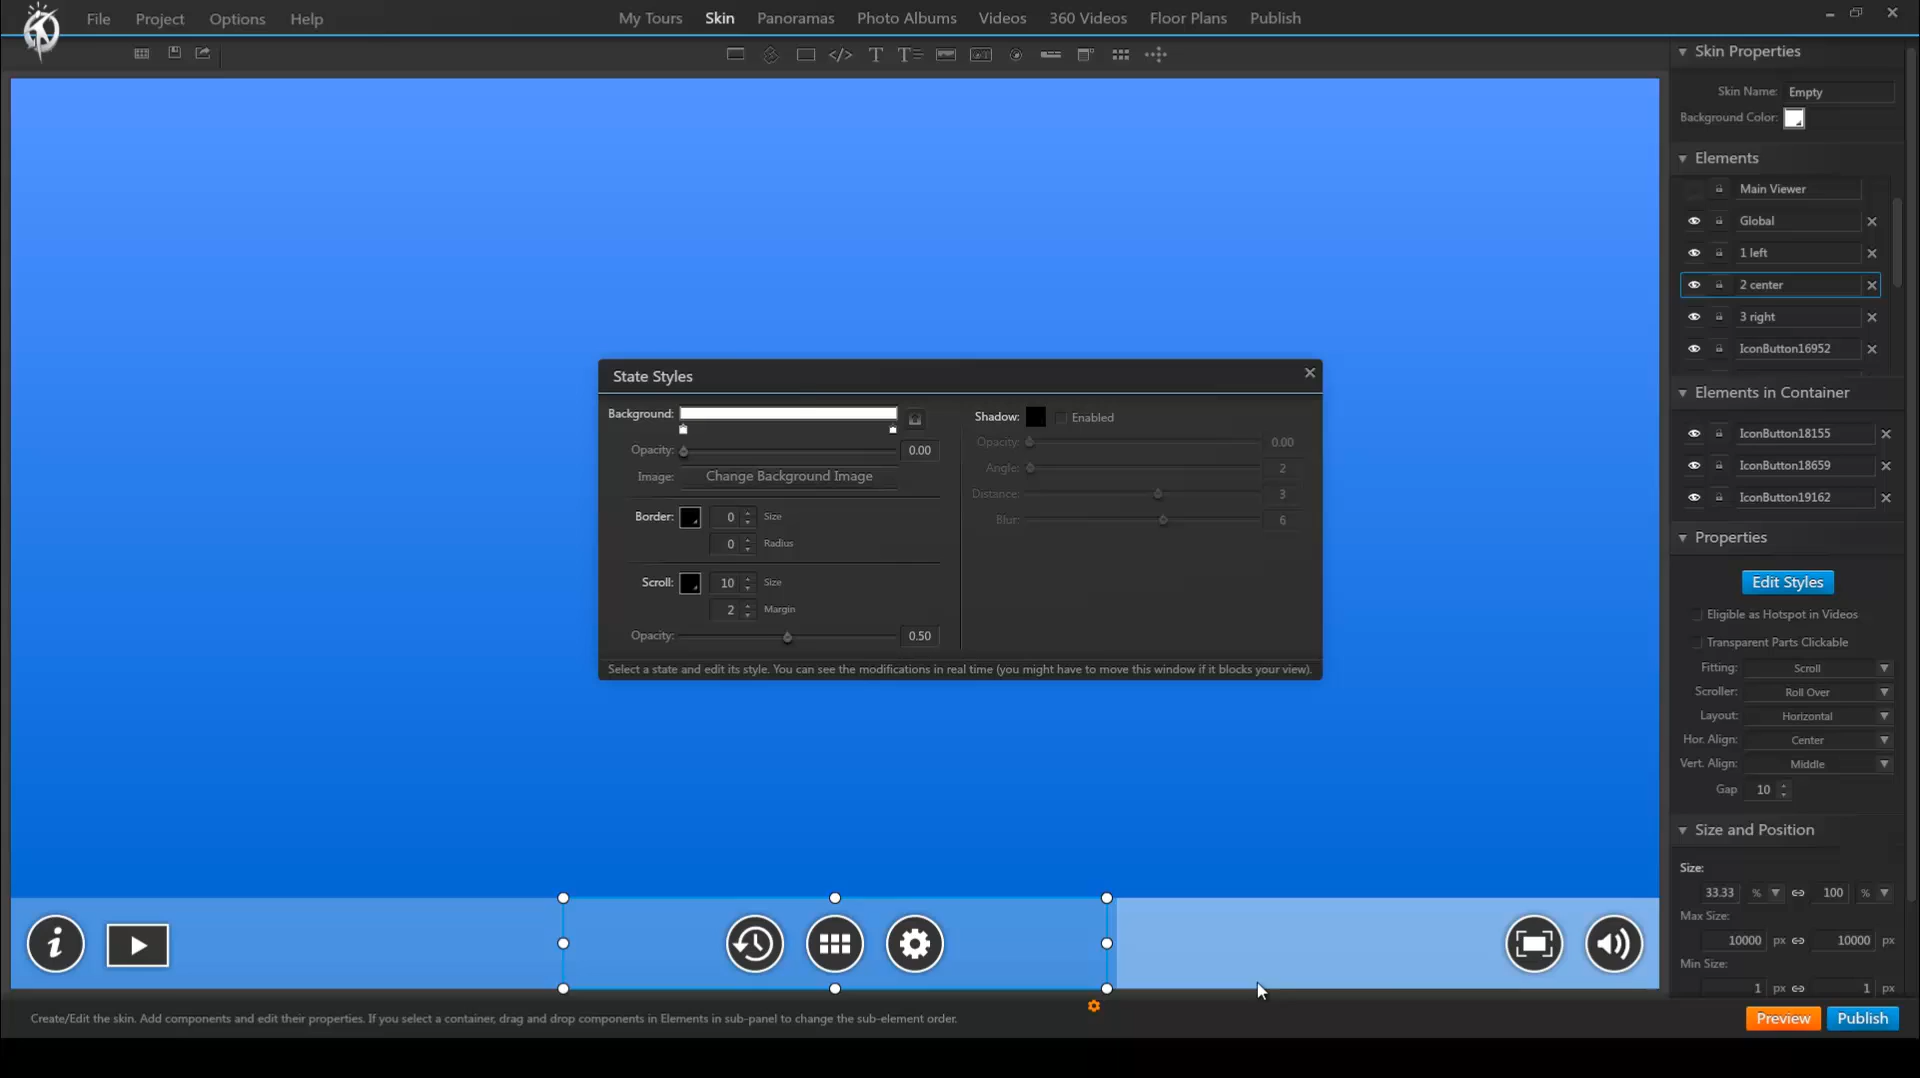 File Project Options Help My Tours Skin Panoramas Photo Albums Videos 360 Videos Floor Plans Publish
Skin Properties
Skin Name: Empty
Background Color:
Elements
Main Viewer
Global
1 left
2 center
3 right
IconButton16952
Elements in Container
IconButton18155
IconButton18659
IconButton19162
Properties
Edit Styles
Eligible as Hotspot in Videos
Transparent Parts Clickable
Fitting: Scroll
Scroller: Roll Over
Layout: Horizontal
Hor. Align: Center
Vert. Align: Middle
Gap 10
Size and Position
Size:
33.33 % 100 %
Max Size:
10000 px 10000 px
Min Size:
1 px 1 px
State Styles
Background:
Opacity: 0.00
Image: Change Background Image
Border: 0 Size
0 Radius
Scroll: 10 Size
2 Margin
Opacity: 0.50
Shadow: Enabled
Opacity: 0.00
Angle: 2
Distance: 3
Blur: 6
Select a state and edit its style. You can see the modifications in real time (you might have to move this window if it blocks your view).
Create/Edit the skin. Add components and edit their properties. If you select a container, drag and drop components in Elements in sub-panel to change the sub-element order.
Preview Publish